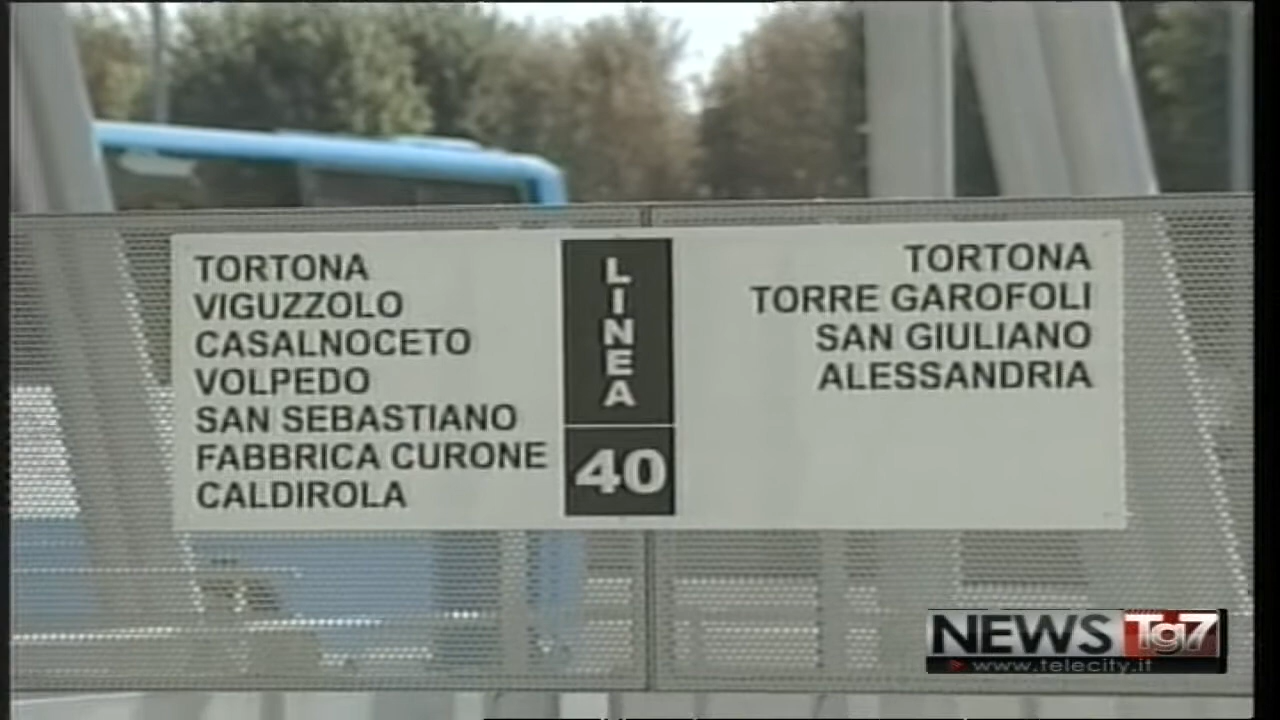 TORTONA
VIGUZZOLO
CASALNOCETO
VOLPEDO
SAN SEBASTIANO
FABBRICA CURONE
CALDIROLA
LINEA
40
TORTONA
TORRE GAROFOLI
SAN GIULIANO
ALESSANDRIA
NEWS Tg7
www.telecity.it